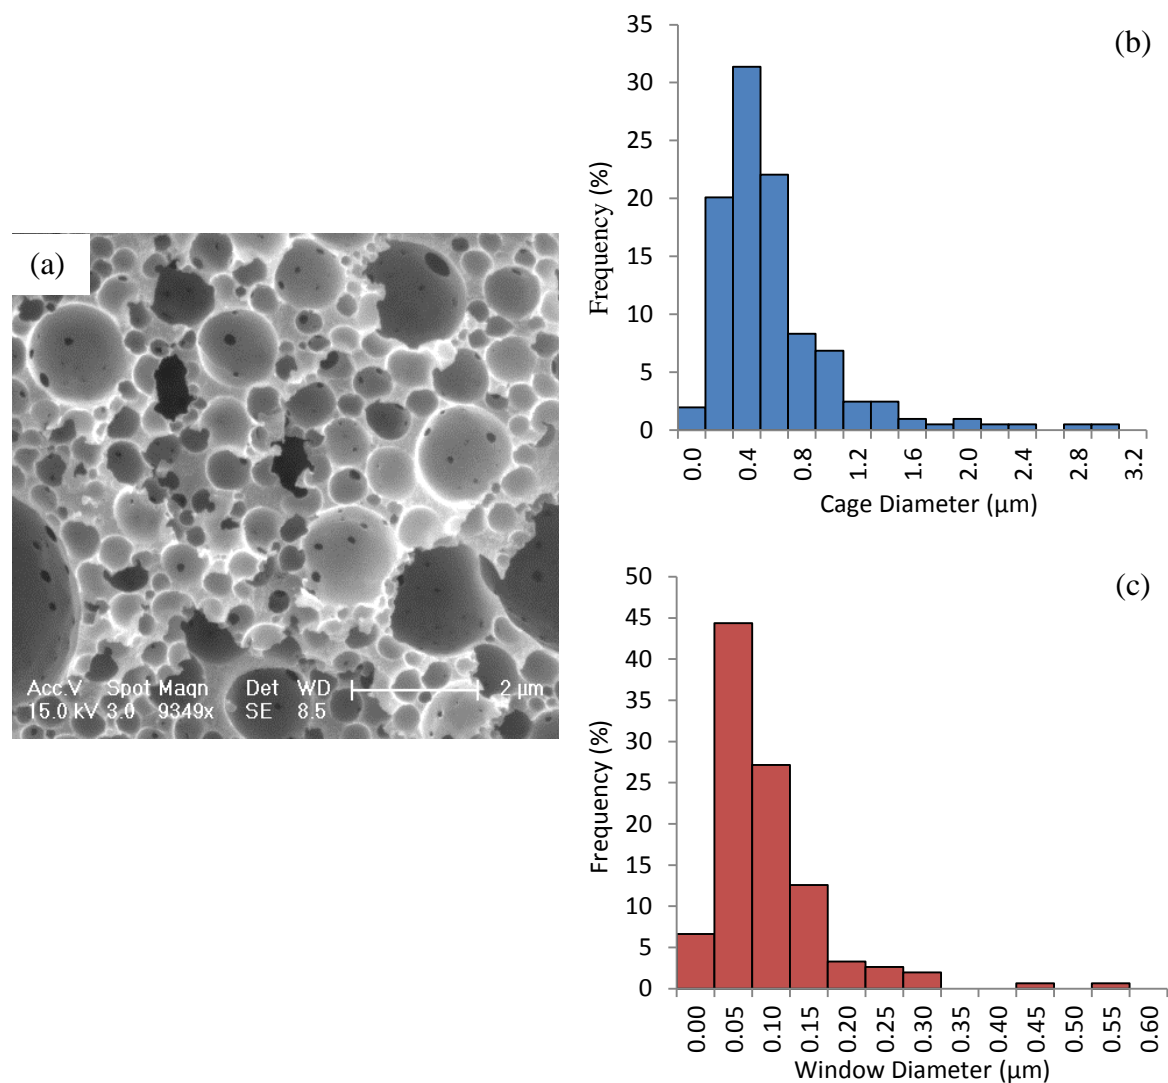 (a)
Acc.V Spot Magn Det WD 2 µm
15.0 kV 3.0 9349x SE 8.5
(b)
Frequency (%)
35
30
25
20
15
10
5
0
0.0 0.4 0.8 1.2 1.6 2.0 2.4 2.8 3.2
Cage Diameter (µm)
(c)
Frequency (%)
50
45
40
35
30
25
20
15
10
5
0
0.00 0.05 0.10 0.15 0.20 0.25 0.30 0.35 0.40 0.45 0.50 0.55 0.60
Window Diameter (µm)